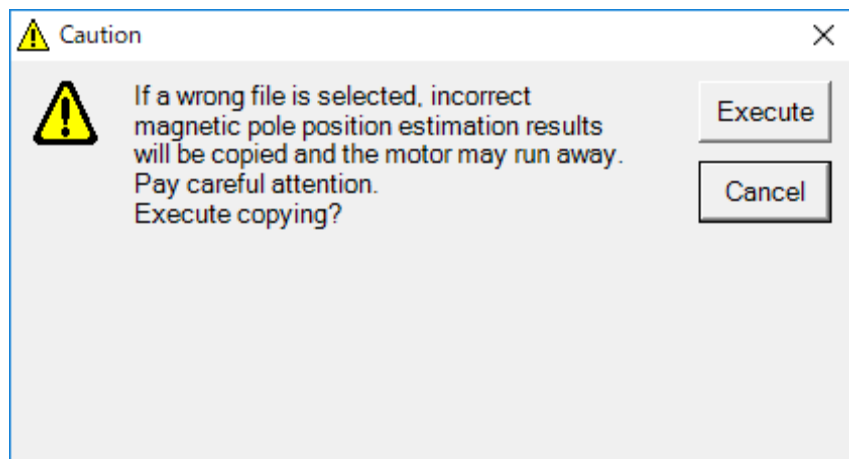 Caution
If a wrong file is selected, incorrect
magnetic pole position estimation results
will be copied and the motor may run away.
Pay careful attention.
Execute copying?
Execute
Cancel